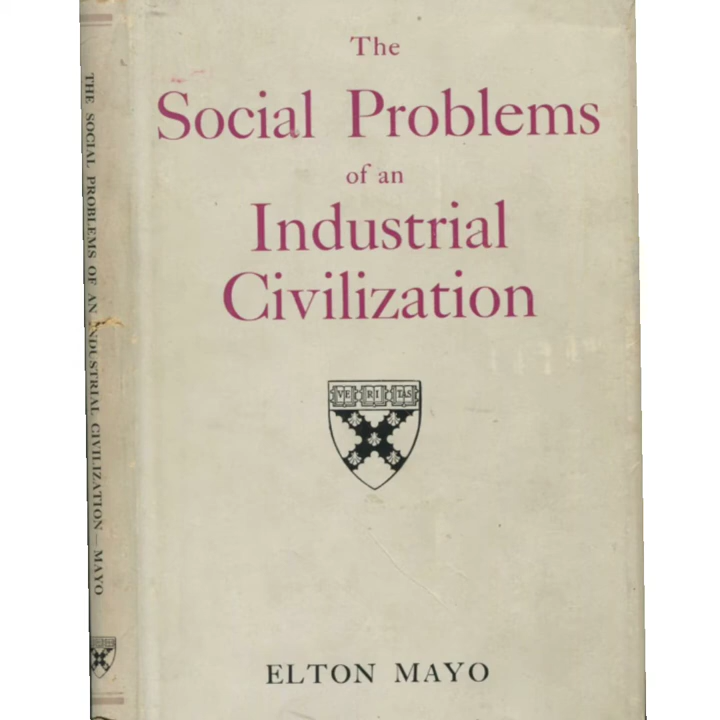 The
Social Problems
of an
Industrial
Civilization
VE RI TAS
ELTON MAYO
THE SOCIAL PROBLEMS OF AN INDUSTRIAL CIVILIZATION — MAYO